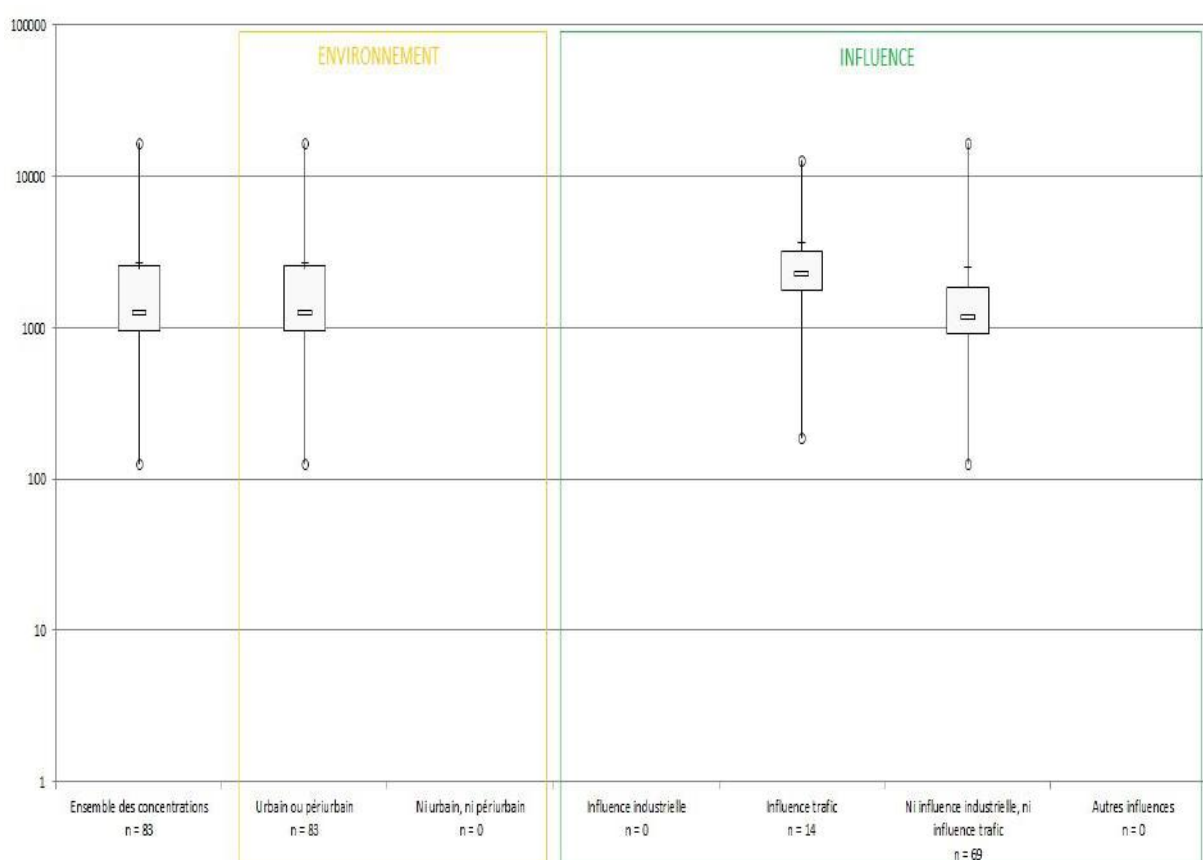 100000
ENVIRONNEMENT
INFLUENCE
10000
1000
100
10
1
Ensemble des concentrations
n = 83
Urbain ou périurbain
n = 83
Ni urbain, ni périurbain
n = 0
Influence industrielle
n = 0
Influence trafic
n = 14
Ni influence industrielle, ni
influence trafic
n = 69
Autres influences
n = 0